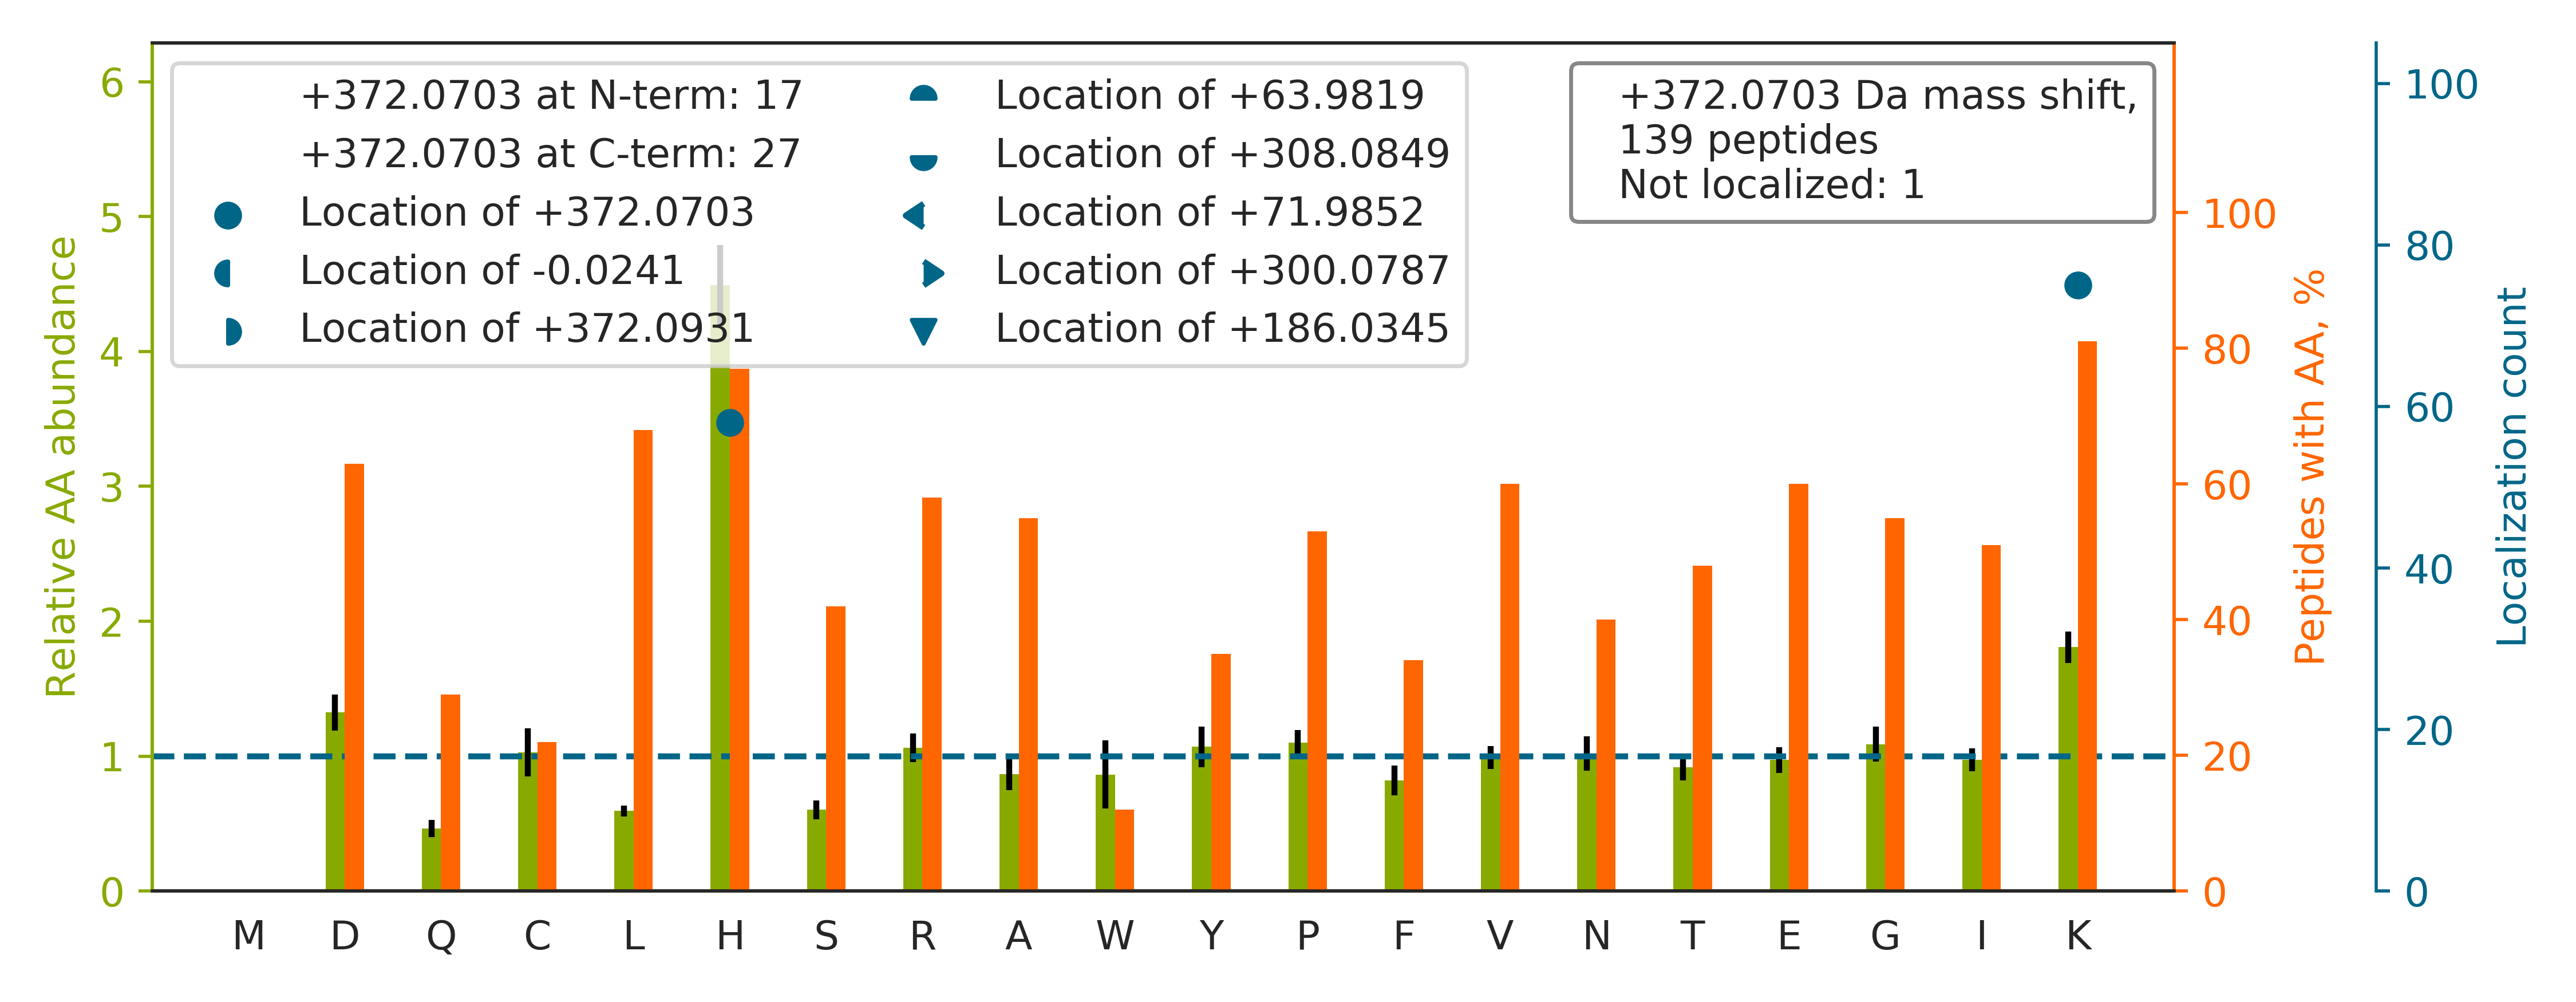 +372.0703 at N-term: 17
+372.0703 at C-term: 27
Location of +372.0703
Location of -0.0241
Location of +372.0931
Location of +63.9819
Location of +308.0849
Location of +71.9852
Location of +300.0787
Location of +186.0345
+372.0703 Da mass shift,
139 peptides
Not localized: 1
Relative AA abundance
6
5
4
3
2
1
0
100
80
60
40
20
0
Peptides with AA, %
100
80
60
40
20
0
Localization count
M D Q C L H S R A W Y P F V N T E G I K